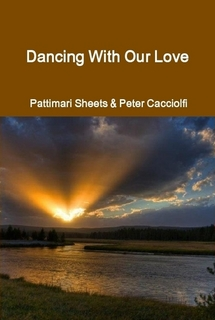 Dancing With Our Love
Pattimari Sheets & Peter Cacciolfi